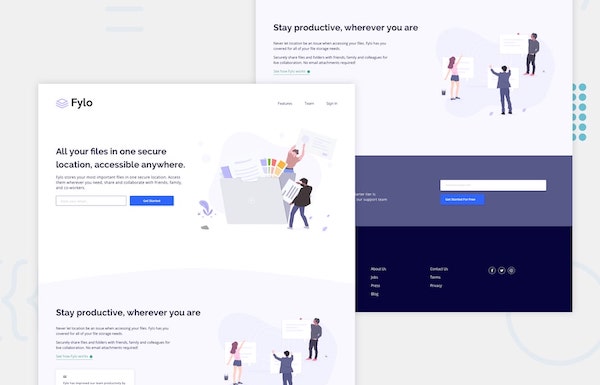 Fylo
Features
Team
Sign In
All your files in one secure
location, accessible anywhere.
Fylo stores your most important files in one secure location. Access
them wherever you need, share and collaborate with friends, family,
and co-workers.
Get Started
Stay productive, wherever you are
Never let location be an issue when accessing your files. Fylo has you
covered for all of your file storage needs.
Securely share files and folders with friends, family and colleagues for
live collaboration. No email attachments required!
See how Fylo works
Fylo has improved our team productivity by
Stay productive, wherever you are
Never let location be an issue when accessing your files. Fylo has you
covered for all of your file storage needs.
Securely share files and folders with friends, family and colleagues for
live collaboration. No email attachments required!
See how Fylo works
tier is
our support team
Get Started For Free
About Us
Jobs
Press
Blog
Contact Us
Terms
Privacy